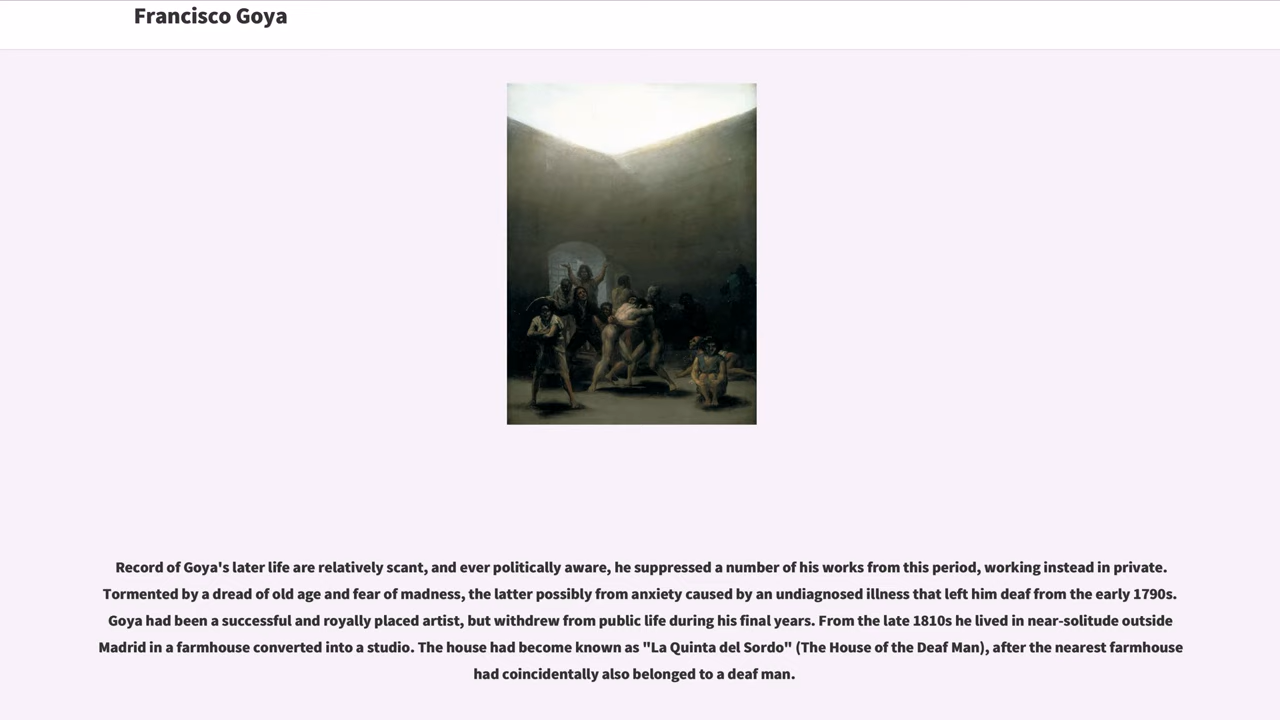 Francisco Goya
Record of Goya's later life are relatively scant, and ever politically aware, he suppressed a number of his works from this period, working instead in private.
Tormented by a dread of old age and fear of madness, the latter possibly from anxiety caused by an undiagnosed illness that left him deaf from the early 1790s.
Goya had been a successful and royally placed artist, but withdrew from public life during his final years. From the late 1810s he lived in near-solitude outside
Madrid in a farmhouse converted into a studio. The house had become known as "La Quinta del Sordo" (The House of the Deaf Man), after the nearest farmhouse
had coincidentally also belonged to a deaf man.